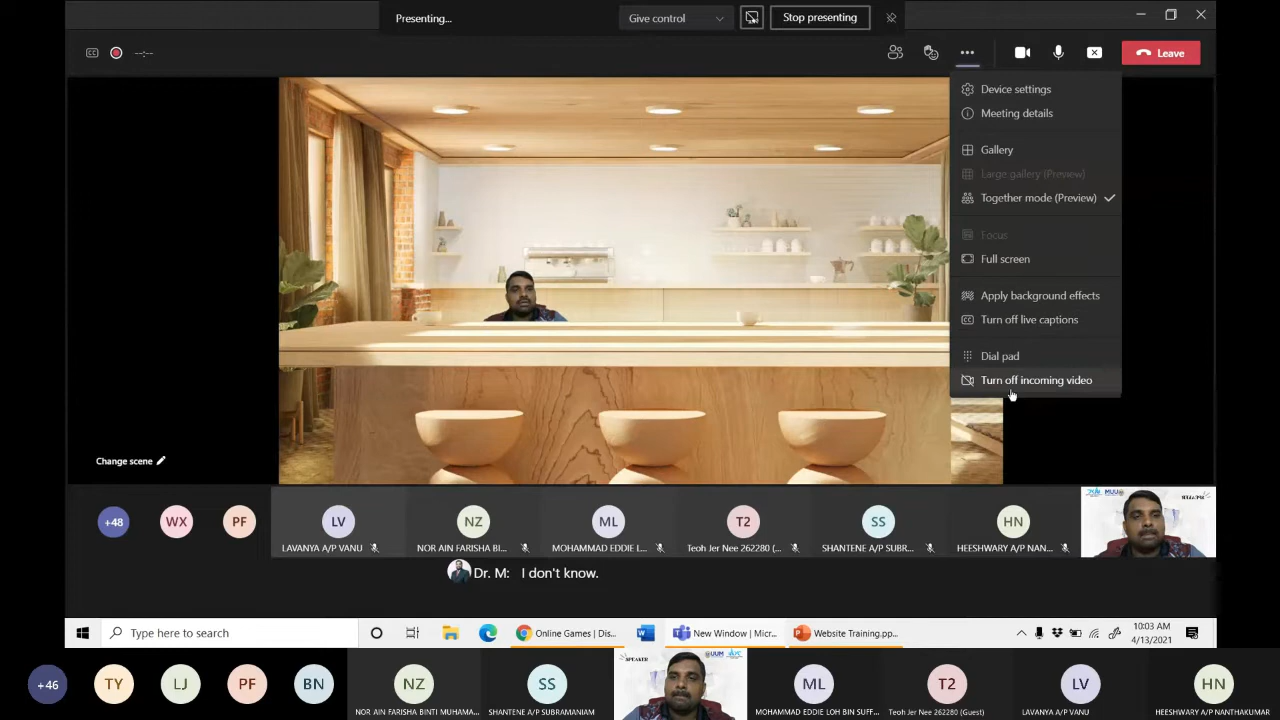 Presenting...
Give control
Stop presenting
--:--
Leave
Device settings
Meeting details
Gallery
Large gallery (Preview)
Together mode (Preview)
Focus
Full screen
Apply background effects
Turn off live captions
Dial pad
Turn off incoming video
Change scene
+48
WX
PF
LV
NZ
ML
T2
SS
HN
LAVANYA A/P VANU
NOR AIN FARISHA BI...
MOHAMMAD EDDIE L...
Teoh Jer Nee 262280 (...
SHANTENE A/P SUBR...
HEESHWARY A/P NAN...
Dr. M: I don't know.
Type here to search
Online Games | Dis...
New Window | Micr...
Website Training.pp...
10:03 AM
4/13/2021
+46
TY
LJ
PF
BN
NZ
SS
SPEAKER
UUM
ML
T2
LV
HN
NOR AIN FARISHA BINTI MUHAMA...
SHANTENE A/P SUBRAMANIAM
MOHAMMAD EDDIE LOH BIN SUFF...
Teoh Jer Nee 262280 (Guest)
LAVANYA A/P VANU
HEESHWARY A/P NANTHAKUMAR